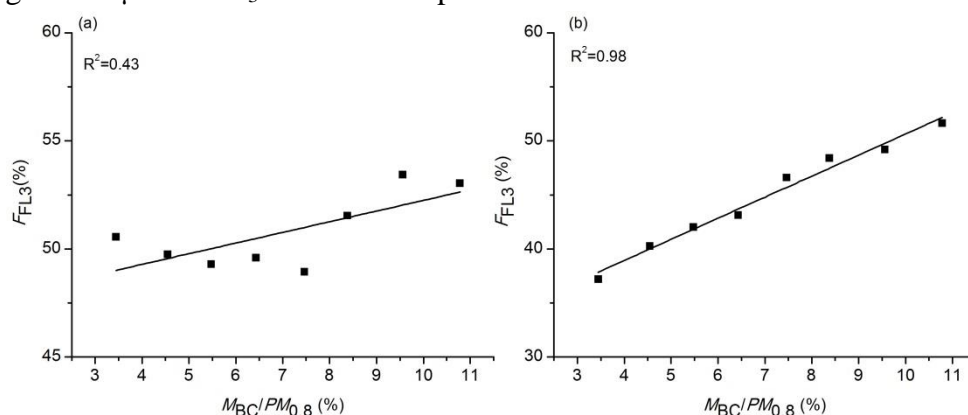 (a)
R²=0.43
60
55
50
45
F_FL3(%)
3 4 5 6 7 8 9 10 11
M_BC/PM_0.8 (%)
(b)
R²=0.98
60
50
40
30
F_FL3(%)
3 4 5 6 7 8 9 10 11
M_BC/PM_0.8 (%)